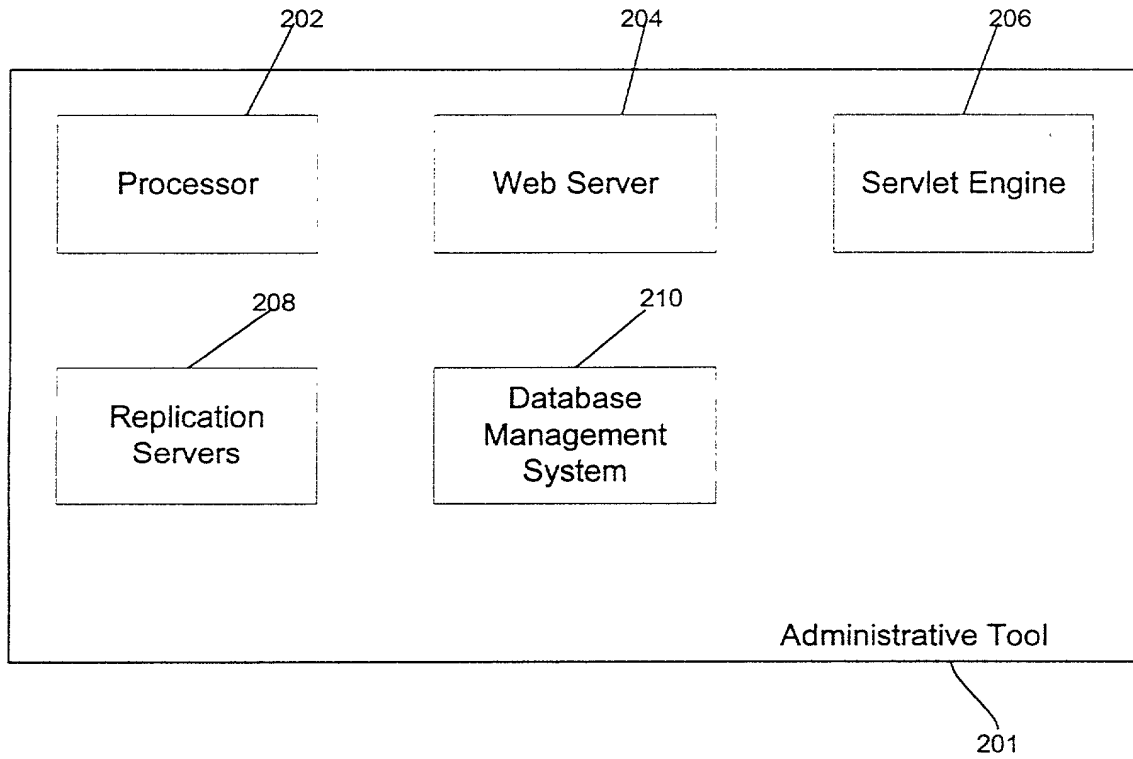 202
204
206
Processor
Web Server
Servlet Engine
208
210
Replication
Servers
Database
Management
System
Administrative Tool
201